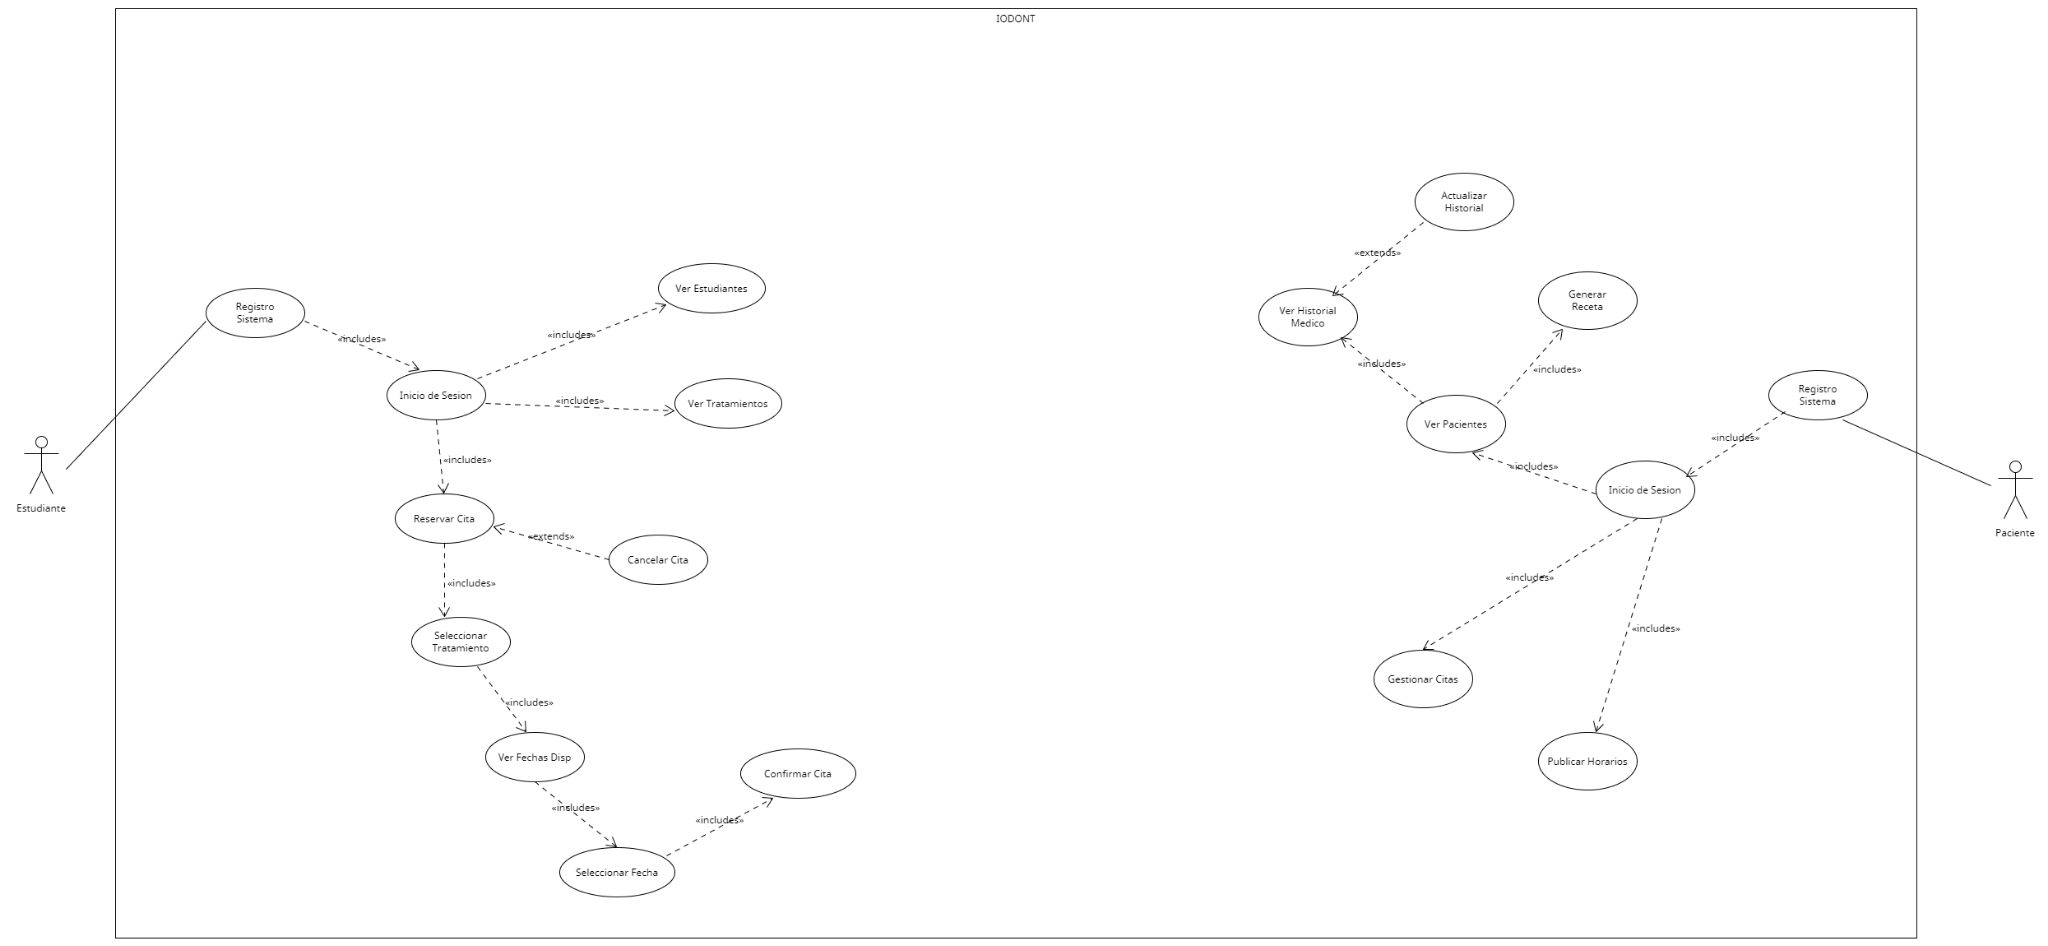 IODONT
Actualizar
Historial
«extends»
Ver Estudiantes
Generar
Receta
Registro
Sistema
Ver Historial
Medico
«includes»
«includes»
«includes»
«includes»
Inicio de Sesion
«includes»
Ver Tratamientos
Registro
Sistema
Ver Pacientes
«includes»
«includes»
«includes»
Inicio de Sesion
Estudiante
Reservar Cita
«extends»
Paciente
Cancelar Cita
«includes»
«includes»
«includes»
Seleccionar
Tratamiento
Gestionar Citas
«includes»
Ver Fechas Disp
Publicar Horarios
Confirmar Cita
«includes»
«includes»
Seleccionar Fecha